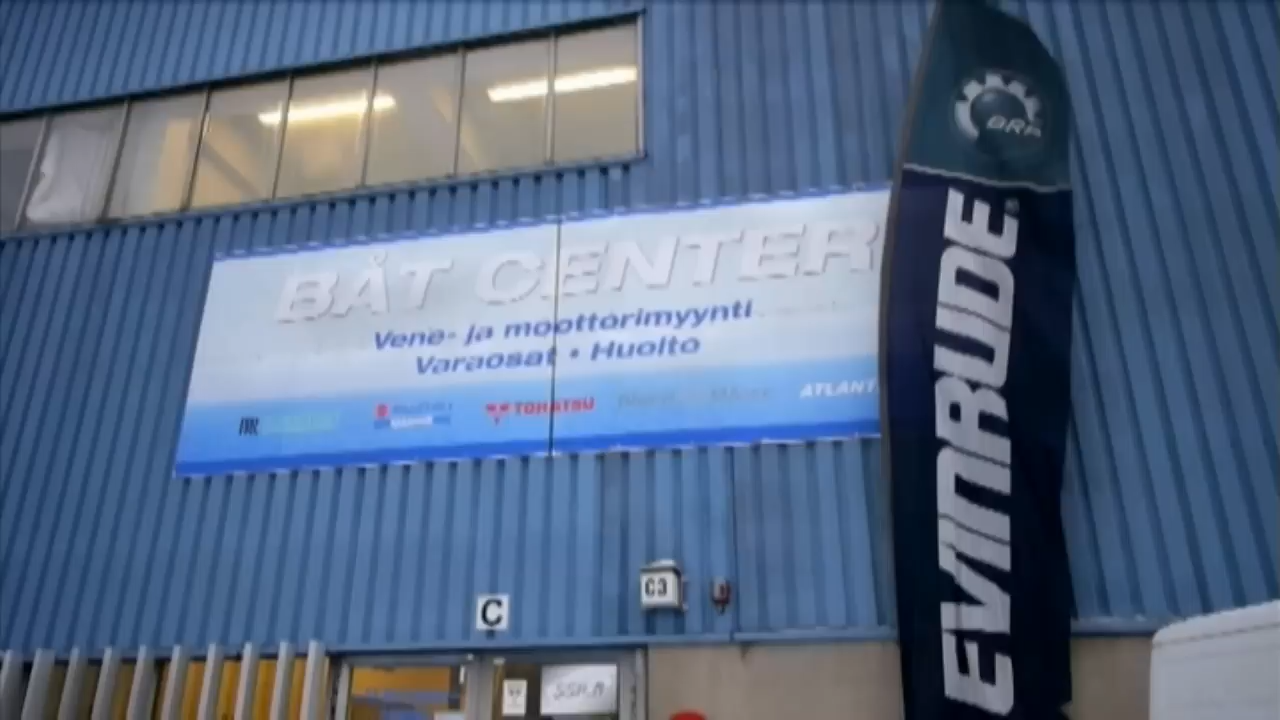 BRP
EVINRUDE
BÅT CENTER
Vene- ja moottorimyynti
Varaosat • Huolto
TOHATSU
ATLANT
C3
C